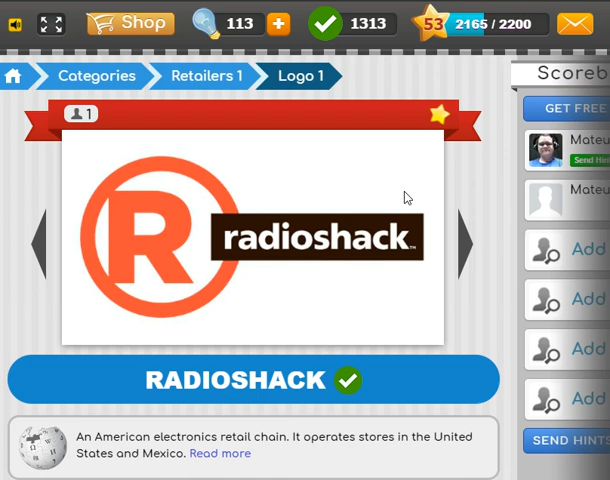 Shop
113
1313
53
2165 / 2200
Categories
Retailers 1
Logo 1
Scoreb
1
GET FREE
Mateu
Send Hin
Mateu
R
radioshack™
Add
Add
Add
Add
RADIOSHACK
SEND HINTS
An American electronics retail chain. It operates stores in the United
States and Mexico. Read more